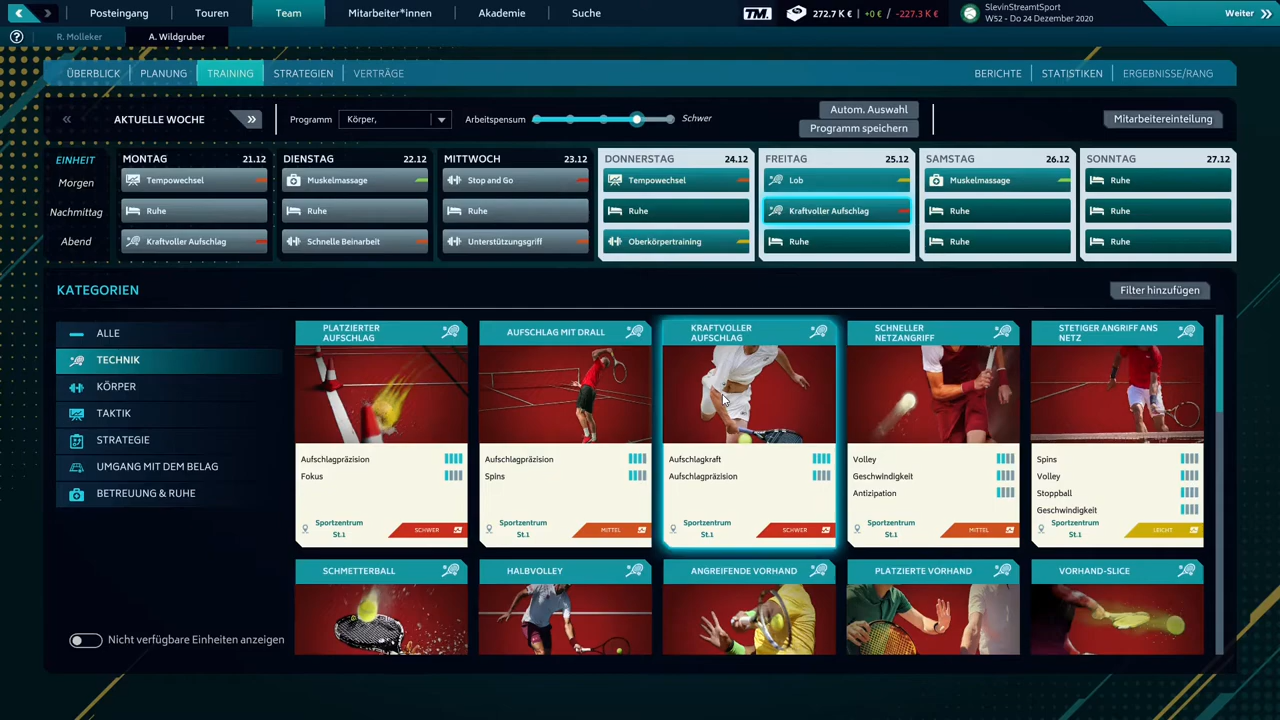 Posteingang Touren Team Mitarbeiter*innen Akademie Suche TM. 272.7 K € | +0 € / -227.3 K € SlevinStreamtSport Weiter
W52 - Do 24 Dezember 2020
R. Molleker A. Wildgruber
ÜBERBLICK PLANUNG TRAINING STRATEGIEN VERTRÄGE BERICHTE STATISTIKEN ERGEBNISSE/RANG
AKTUELLE WOCHE Programm Körper, Arbeitspensum Schwer Autom. Auswahl Mitarbeitereinteilung
Programm speichern
EINHEIT MONTAG 21.12 DIENSTAG 22.12 MITTWOCH 23.12 DONNERSTAG 24.12 FREITAG 25.12 SAMSTAG 26.12 SONNTAG 27.12
Morgen Tempowechsel Muskelmassage Stop and Go Tempowechsel Lob Muskelmassage Ruhe
Nachmittag Ruhe Ruhe Ruhe Ruhe Kraftvoller Aufschlag Ruhe Ruhe
Abend Kraftvoller Aufschlag Schnelle Beinarbeit Unterstützungsgriff Oberkörpertraining Ruhe Ruhe Ruhe
KATEGORIEN Filter hinzufügen
ALLE
TECHNIK
KÖRPER
TAKTIK
STRATEGIE
UMGANG MIT DEM BELAG
BETREUUNG & RUHE
Nicht verfügbare Einheiten anzeigen
PLATZIERTER
AUFSCHLAG
Aufschlagpräzision
Fokus
Sportzentrum
St.1
SCHWER
AUFSCHLAG MIT DRALL
Aufschlagpräzision
Spins
Sportzentrum
St.1
MITTEL
KRAFTVOLLER
AUFSCHLAG
Aufschlagkraft
Aufschlagpräzision
Sportzentrum
St.1
SCHWER
SCHNELLER
NETZANGRIFF
Volley
Geschwindigkeit
Antizipation
Sportzentrum
St.1
MITTEL
STETIGER ANGRIFF ANS
NETZ
Spins
Volley
Stoppball
Geschwindigkeit
Sportzentrum
St.1
LEICHT
SCHMETTERBALL HALBVOLLEY ANGREIFENDE VORHAND PLATZIERTE VORHAND VORHAND-SLICE